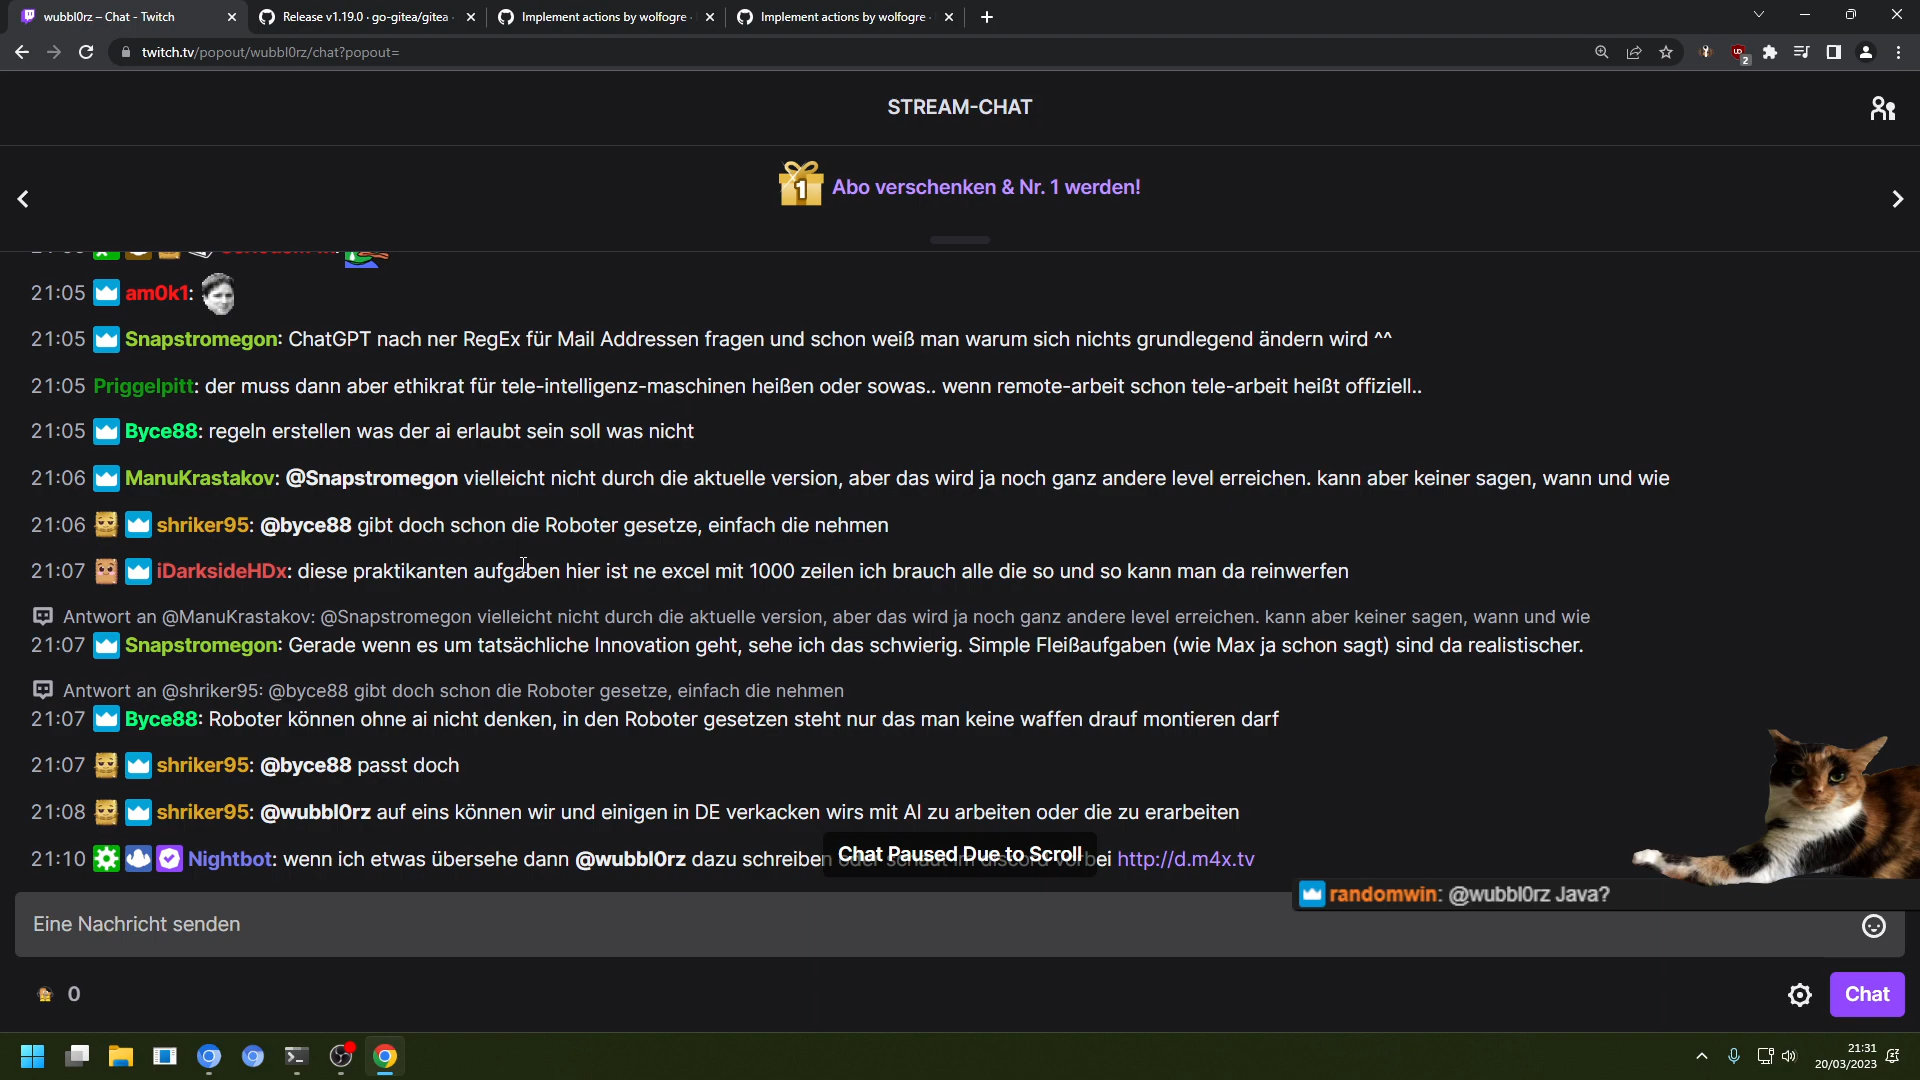 wubbl0rz – Chat - Twitch
Release v1.19.0 · go-gitea/gitea
Implement actions by wolfogre
Implement actions by wolfogre
twitch.tv/popout/wubbl0rz/chat?popout=
2
STREAM-CHAT
1
Abo verschenken & Nr. 1 werden!
21:05 am0k1:
21:05 Snapstromegon: ChatGPT nach ner RegEx für Mail Addressen fragen und schon weiß man warum sich nichts grundlegend ändern wird ^^
21:05 Priggelpitt: der muss dann aber ethikrat für tele-intelligenz-maschinen heißen oder sowas.. wenn remote-arbeit schon tele-arbeit heißt offiziell..
21:05 Byce88: regeln erstellen was der ai erlaubt sein soll was nicht
21:06 ManuKrastakov: @Snapstromegon vielleicht nicht durch die aktuelle version, aber das wird ja noch ganz andere level erreichen. kann aber keiner sagen, wann und wie
21:06 shriker95: @byce88 gibt doch schon die Roboter gesetze, einfach die nehmen
21:07 iDarksideHDx: diese praktikanten aufgaben hier ist ne excel mit 1000 zeilen ich brauch alle die so und so kann man da reinwerfen
Antwort an @ManuKrastakov: @Snapstromegon vielleicht nicht durch die aktuelle version, aber das wird ja noch ganz andere level erreichen. kann aber keiner sagen, wann und wie
21:07 Snapstromegon: Gerade wenn es um tatsächliche Innovation geht, sehe ich das schwierig. Simple Fleißaufgaben (wie Max ja schon sagt) sind da realistischer.
Antwort an @shriker95: @byce88 gibt doch schon die Roboter gesetze, einfach die nehmen
21:07 Byce88: Roboter können ohne ai nicht denken, in den Roboter gesetzen steht nur das man keine waffen drauf montieren darf
21:07 shriker95: @byce88 passt doch
21:08 shriker95: @wubbl0rz auf eins können wir und einigen in DE verkacken wirs mit AI zu arbeiten oder die zu erarbeiten
21:10 Nightbot: wenn ich etwas übersehe dann @wubbl0rz dazu schreiben oder schaut im discord vorbei http://d.m4x.tv
Chat Paused Due to Scroll
randomwin: @wubbl0rz Java?
Eine Nachricht senden
0
Chat
21:31
20/03/2023